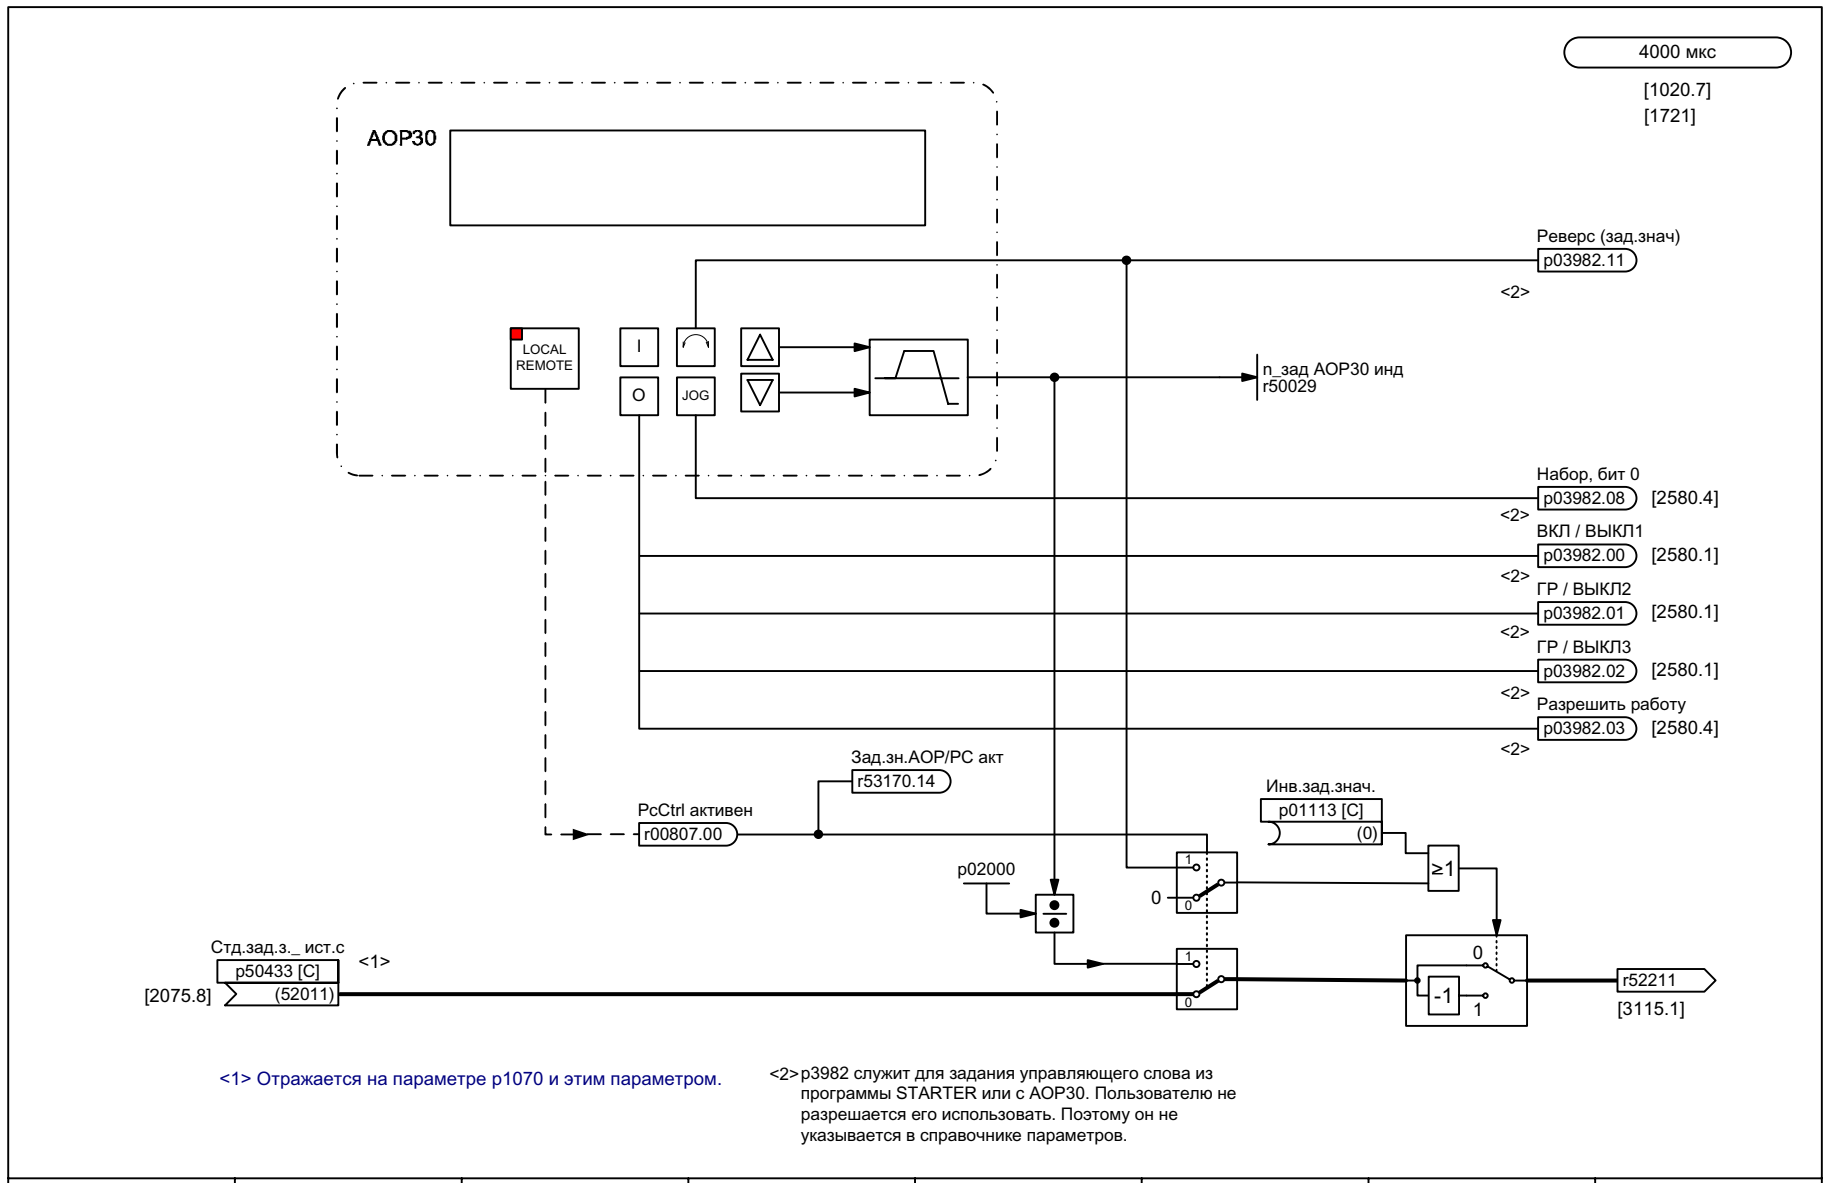 4000 мкс
[1020.7]
[1721]
AOP30
Реверс (зад.знач)
p03982.11
<2>
LOCAL
REMOTE
I
O
JOG
n_зад AOP30 инд
r50029
Набор, бит 0
p03982.08 [2580.4]
<2>
ВКЛ / ВЫКЛ1
p03982.00 [2580.1]
<2>
ГР / ВЫКЛ2
p03982.01 [2580.1]
<2>
ГР / ВЫКЛ3
p03982.02 [2580.1]
<2>
Разрешить работу
p03982.03 [2580.4]
<2>
Зад.зн.AOP/PC акт
r53170.14
PcCtrl активен
r00807.00
Инв.зад.знач.
p01113 [C]
(0)
≥1
p02000
1
0
0
Стд.зад.з._ ист.с
p50433 [C]
<1>
[2075.8]
(52011)
1
0
0
-1
1
r52211
[3115.1]
<1> Отражается на параметре p1070 и этим параметром.
<2> p3982 служит для задания управляющего слова из
программы STARTER или с AOP30. Пользователю не
разрешается его использовать. Поэтому он не
указывается в справочнике параметров.